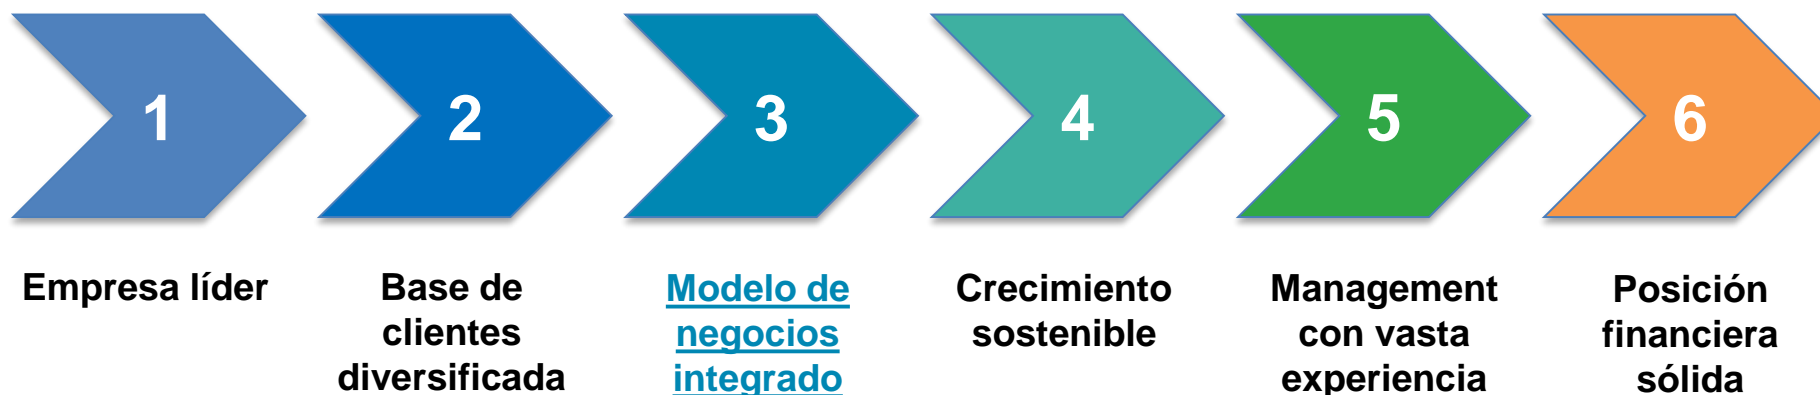 1
2
3
4
5
6
Empresa líder
Base de
clientes
diversificada
Modelo de
negocios
integrado
Crecimiento
sostenible
Management
con vasta
experiencia
Posición
financiera
sólida